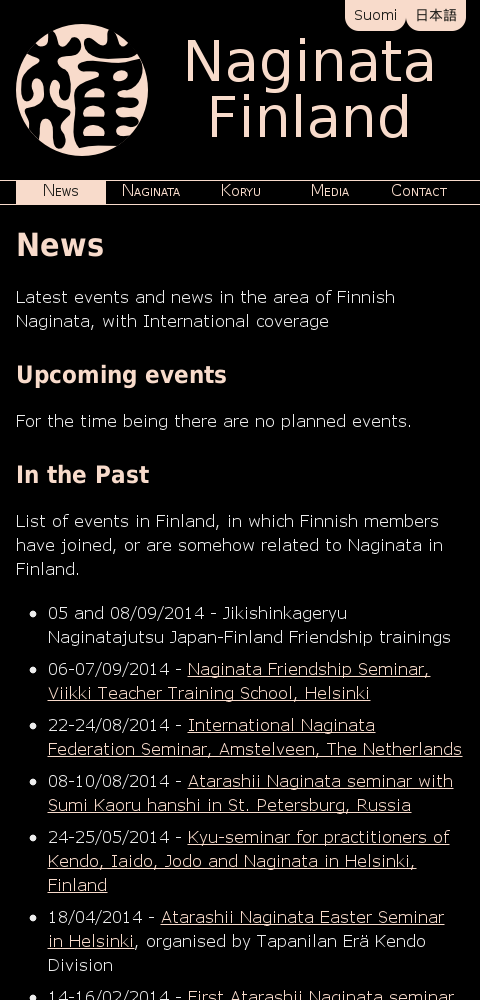 Suomi 日本語
Naginata
Finland
News Naginata Koryu Media Contact
News
Latest events and news in the area of Finnish
Naginata, with International coverage
Upcoming events
For the time being there are no planned events.
In the Past
List of events in Finland, in which Finnish members
have joined, or are somehow related to Naginata in
Finland.
05 and 08/09/2014 - Jikishinkageryu
Naginatajutsu Japan-Finland Friendship trainings
06-07/09/2014 - Naginata Friendship Seminar,
Viikki Teacher Training School, Helsinki
22-24/08/2014 - International Naginata
Federation Seminar, Amstelveen, The Netherlands
08-10/08/2014 - Atarashii Naginata seminar with
Sumi Kaoru hanshi in St. Petersburg, Russia
24-25/05/2014 - Kyu-seminar for practitioners of
Kendo, Iaido, Jodo and Naginata in Helsinki,
Finland
18/04/2014 - Atarashii Naginata Easter Seminar
in Helsinki, organised by Tapanilan Erä Kendo
Division
14-16/02/2014 - First Atarashii Naginata seminar